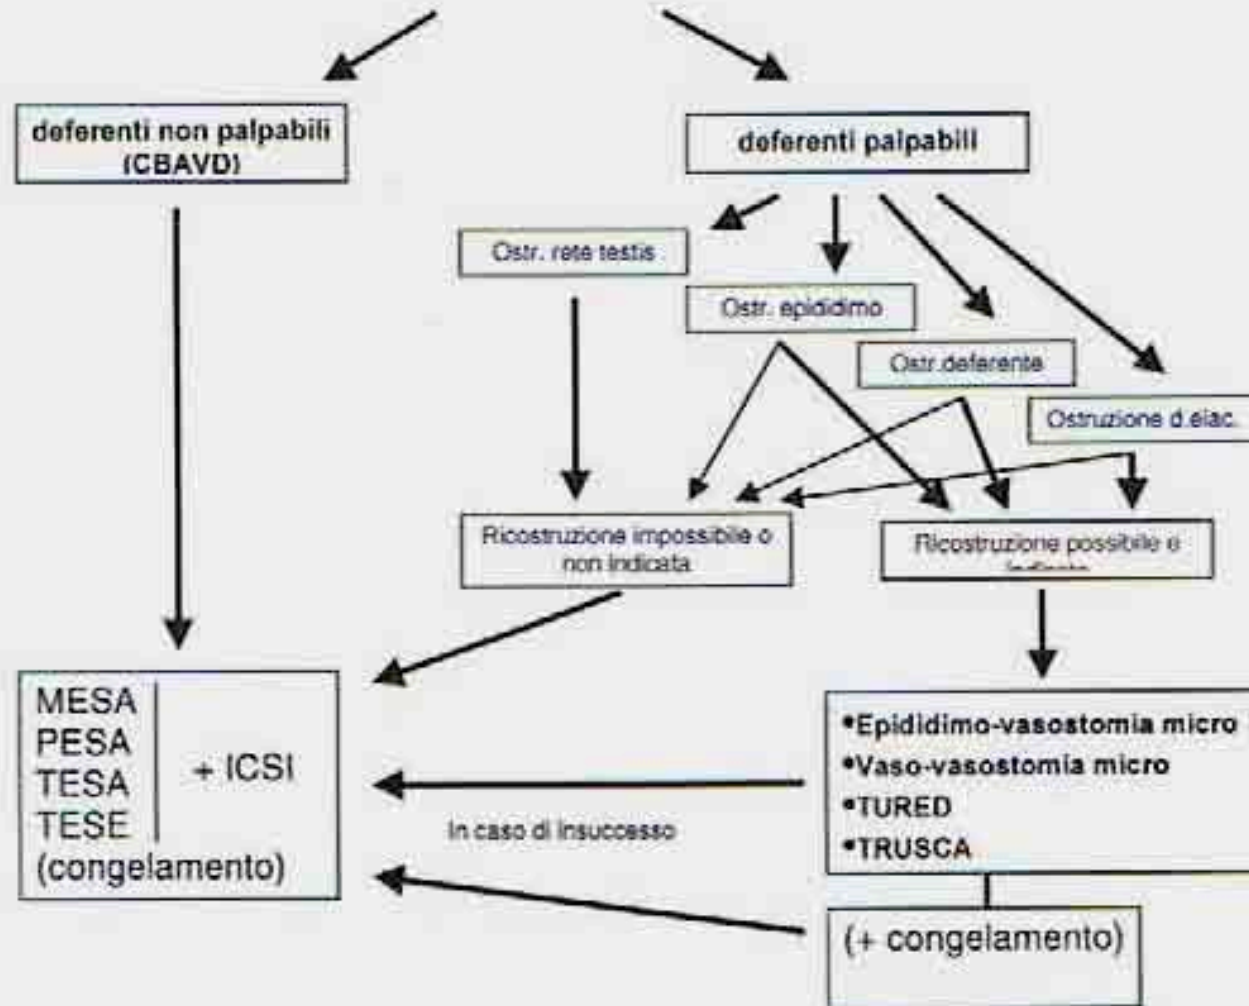 deferenti non palpabili
(CBAVD)
deferenti palpabili
Ostr. rete testis
Ostr. epididimo
Ostr.deferente
Ostruzione d.eiac.
Ricostruzione impossibile o
non indicata
Ricostruzione possibile e
indicata
MESA
PESA
TESA
TESE
+ ICSI
(congelamento)
In caso di insuccesso
•Epididimo-vasostomia micro
•Vaso-vasostomia micro
•TURED
•TRUSCA
(+ congelamento)